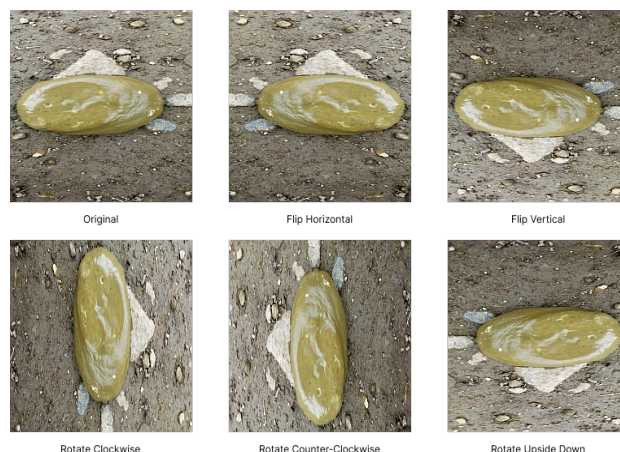 Original
Flip Horizontal
Flip Vertical
Rotate Clockwise
Rotate Counter-Clockwise
Rotate Upside Down